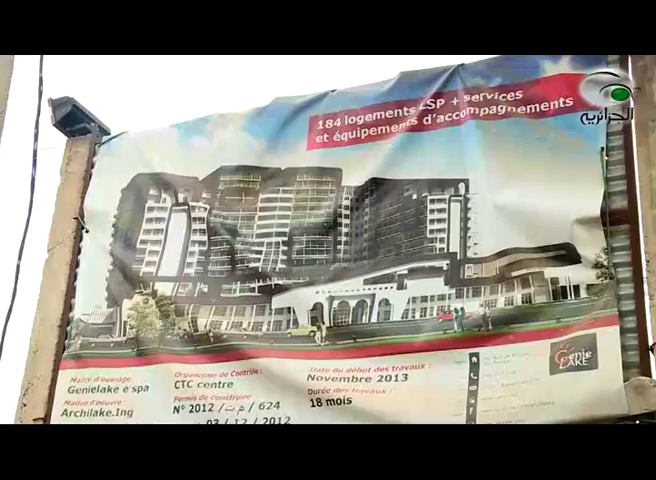 الجزائرية
184 logements LSP + services
et équipements d'accompagnements
Maitre d'ouvrage
Genielake e spa
Maitre d'oeuvre :
Archilake.Ing
Organisme de Contrôle :
CTC centre
Permis de construire
N° 2012 / م ت / 624
03 / 12 / 2012
Date du début des travaux :
Novembre 2013
Durée des travaux :
18 mois
Genie
LAKE